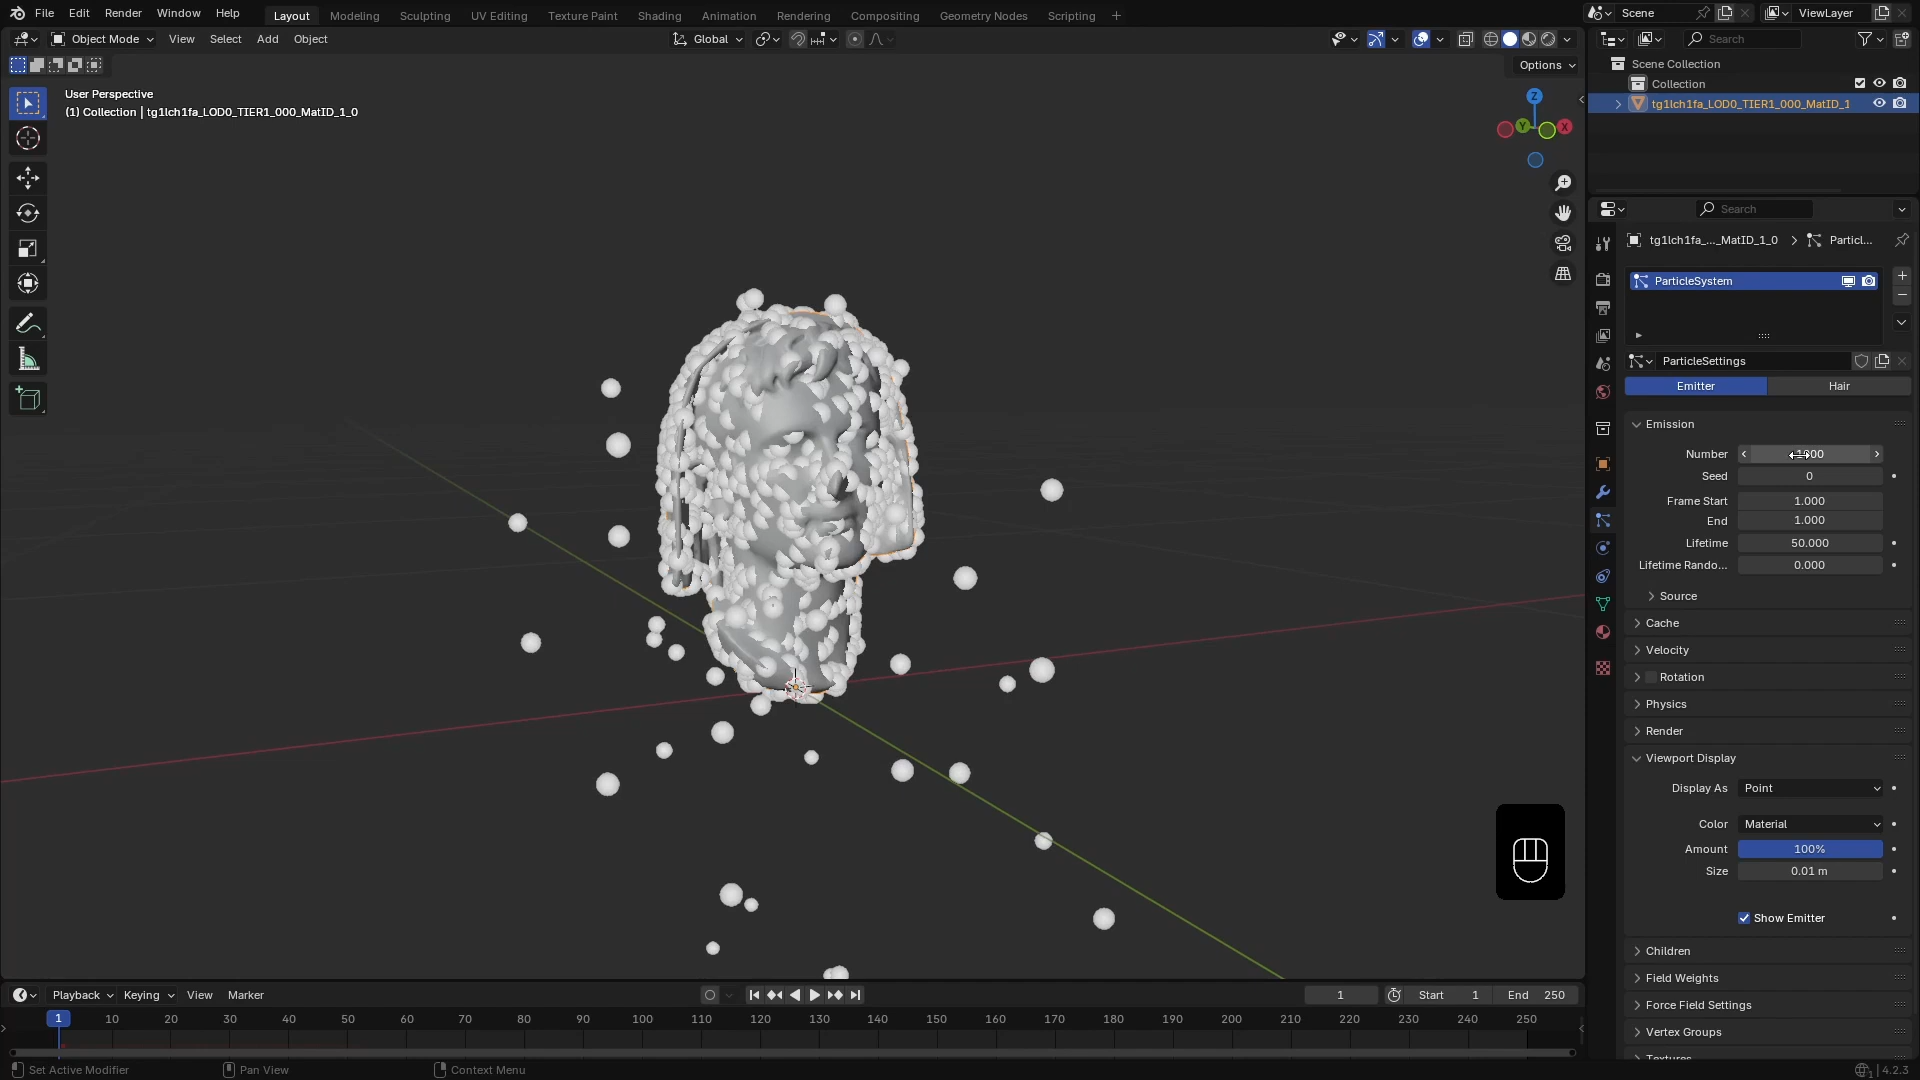 File Edit Render Window Help Layout Modeling Sculpting UV Editing Texture Paint Shading Animation Rendering Compositing Geometry Nodes Scripting + Scene ViewLayer
Object Mode View Select Add Object Global Search
Options
User Perspective
(1) Collection | tg1lch1fa_LOD0_TIER1_000_MatID_1_0
Z
Y
X
Scene Collection
Collection
tg1lch1fa_LOD0_TIER1_000_MatID_1
Search
tg1lch1fa_..._MatID_1_0 Particl...
ParticleSystem
ParticleSettings
Emitter Hair
Emission
Number
Seed 0
Frame Start 1.000
End 1.000
Lifetime 50.000
Lifetime Rando... 0.000
Source
Cache
Velocity
Rotation
Physics
Render
Viewport Display
Display As Point
Color Material
Amount 100%
Size 0.01 m
Show Emitter
Children
Field Weights
Force Field Settings
Vertex Groups
Textures
Playback Keying View Marker 1 Start 1 End 250
1 10 20 30 40 50 60 70 80 90 100 110 120 130 140 150 160 170 180 190 200 210 220 230 240 250
Set Active Modifier Pan View Context Menu 4.2.3